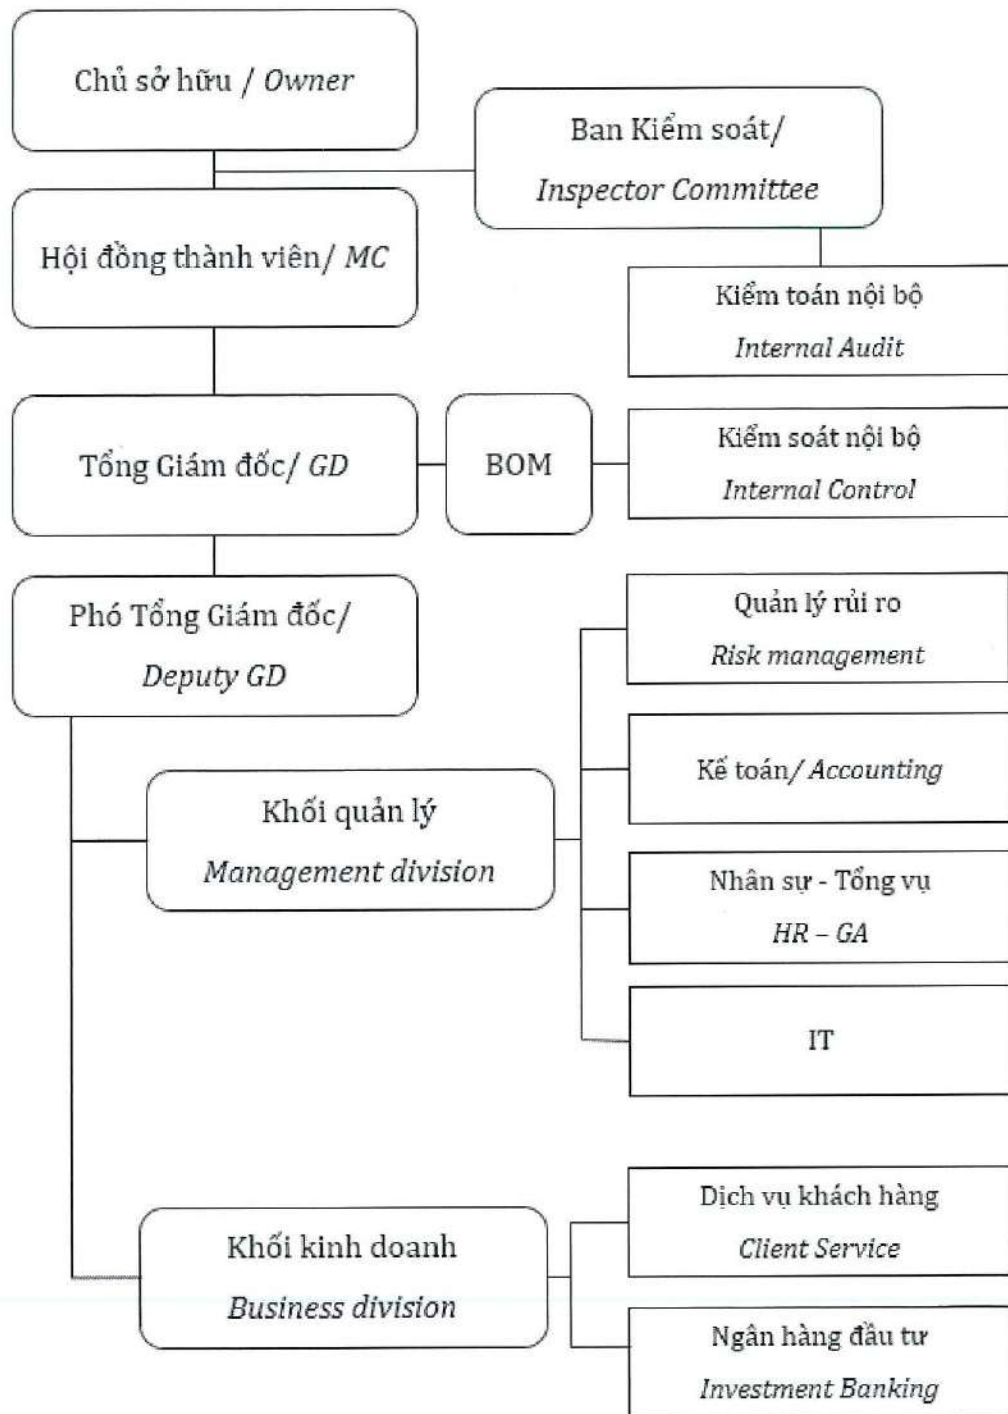 Chủ sở hữu / Owner
Ban Kiểm soát/
Inspector Committee
Hội đồng thành viên/ MC
Kiểm toán nội bộ
Internal Audit
Tổng Giám đốc/ GD
BOM
Kiểm soát nội bộ
Internal Control
Phó Tổng Giám đốc/
Deputy GD
Quản lý rủi ro
Risk management
Kế toán/ Accounting
Khối quản lý
Management division
Nhân sự - Tổng vụ
HR – GA
IT
Dịch vụ khách hàng
Client Service
Khối kinh doanh
Business division
Ngân hàng đầu tư
Investment Banking